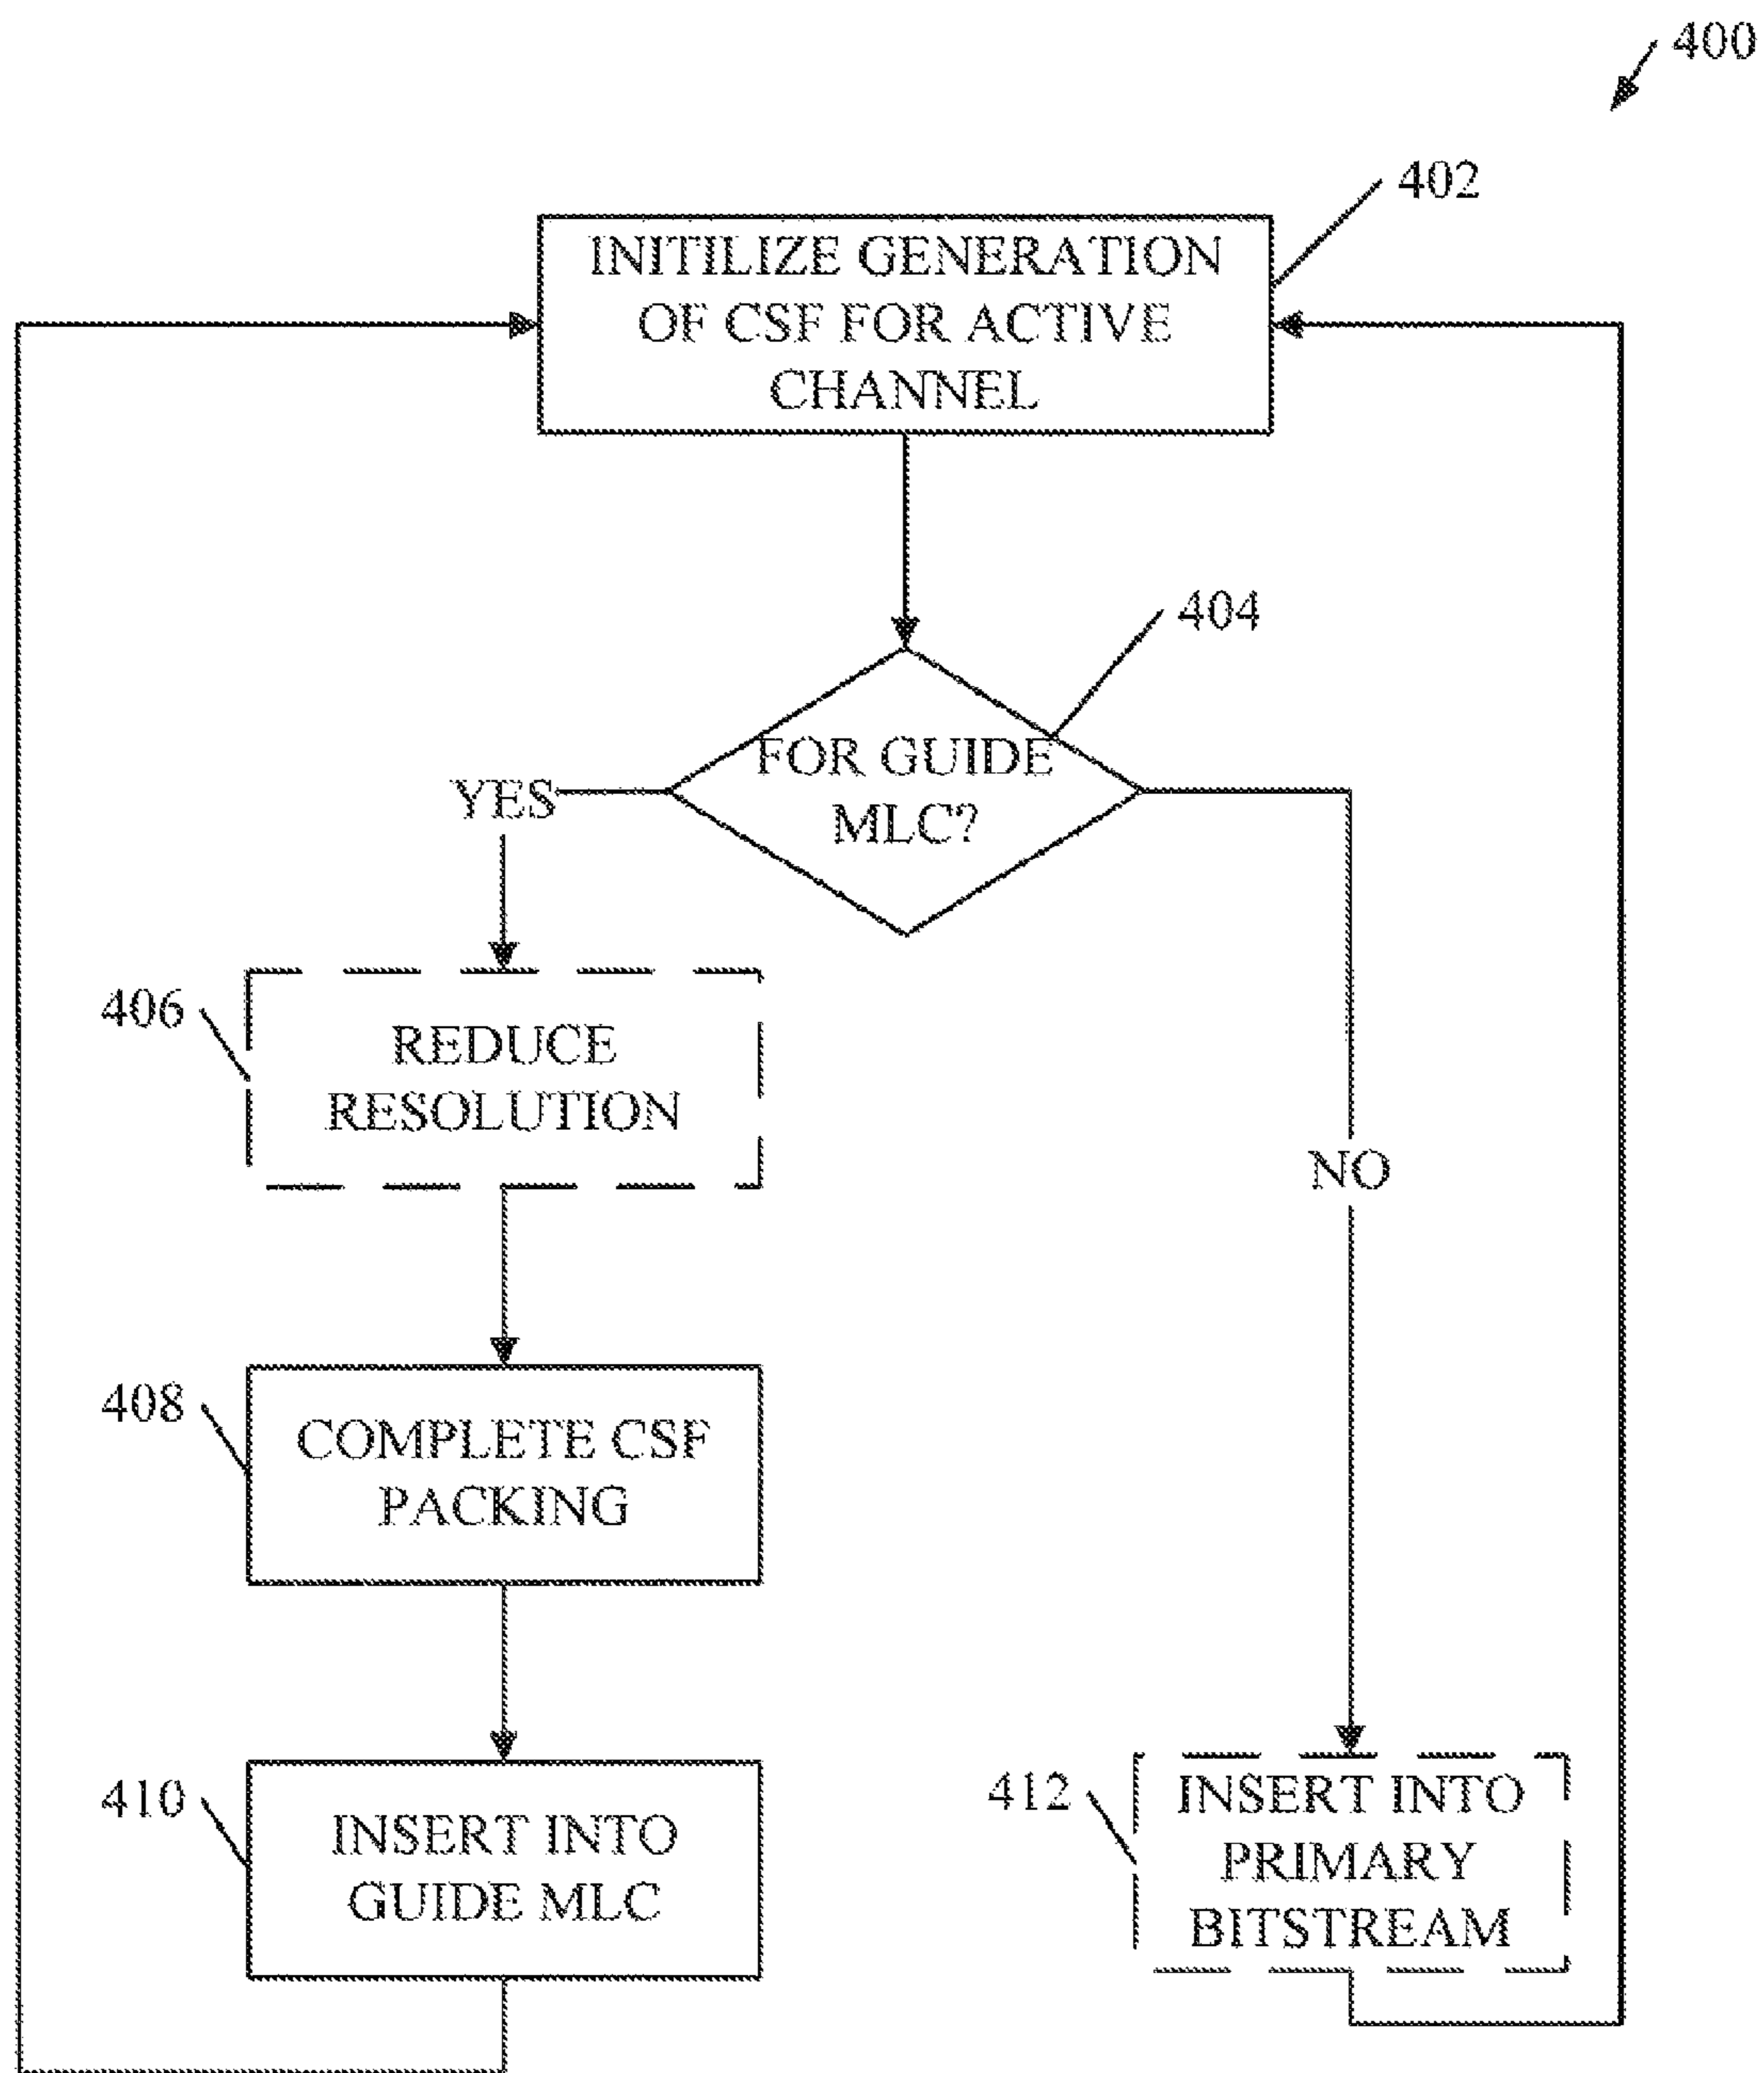 400
402
INITILIZE GENERATION
OF CSF FOR ACTIVE
CHANNEL
404
FOR GUIDE
MLC?
YES
406
REDUCE
RESOLUTION
NO
408
COMPLETE CSF
PACKING
410
INSERT INTO
GUIDE MLC
412
INSERT INTO
PRIMARY
BITSTREAM